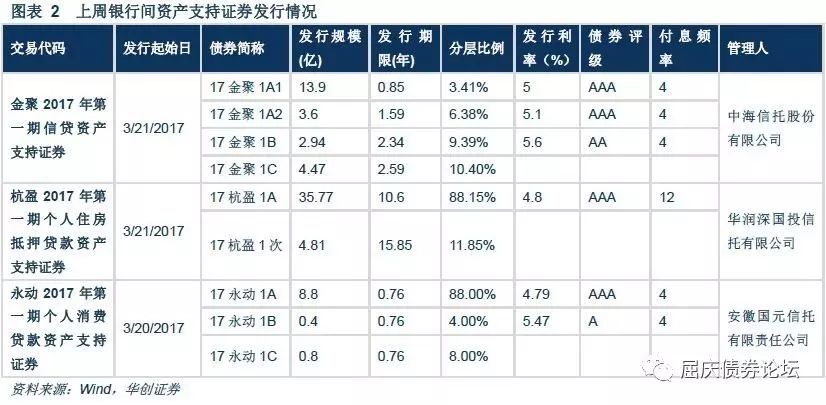 图表 2 上周银行间资产支持证券发行情况
交易代码 发行起始日 债券简称 发行规模(亿) 发行期限(年) 分层比例 发行利率（%） 债券评级 付息频率 管理人
金聚 2017 年第一期信贷资产支持证券 3/21/2017 17 金聚 1A1 13.9 0.85 3.41% 5 AAA 4 中海信托股份有限公司
17 金聚 1A2 3.6 1.59 6.38% 5.1 AAA 4
17 金聚 1B 2.94 2.34 9.39% 5.6 AA 4
17 金聚 1C 4.47 2.59 10.40%
杭盈 2017 年第一期个人住房抵押贷款资产支持证券 3/21/2017 17 杭盈 1A 35.77 10.6 88.15% 4.8 AAA 12 华润深国投信托有限公司
17 杭盈 1 次 4.81 15.85 11.85%
永动 2017 年第一期个人消费贷款资产支持证券 3/20/2017 17 永动 1A 8.8 0.76 88.00% 4.79 AAA 4 安徽国元信托有限责任公司
17 永动 1B 0.4 0.76 4.00% 5.47 A 4
17 永动 1C 0.8 0.76 8.00%
资料来源：Wind，华创证券
屈庆债券论坛